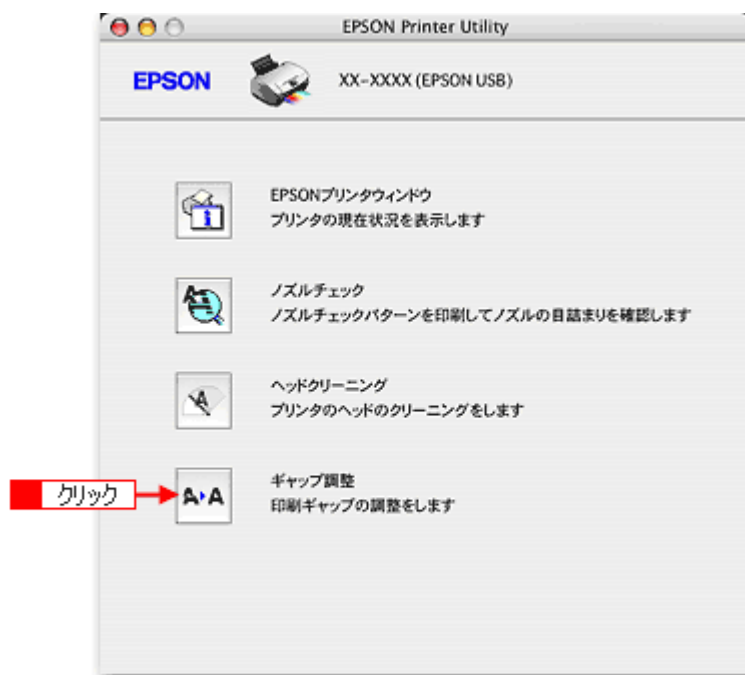 EPSON Printer Utility
EPSON
XX-XXXX (EPSON USB)
EPSONプリンタウィンドウ
プリンタの現在状況を表示します
ノズルチェック
ノズルチェックパターンを印刷してノズルの目詰まりを確認します
ヘッドクリーニング
プリンタのヘッドのクリーニングをします
クリック
A▸A
ギャップ調整
印刷ギャップの調整をします